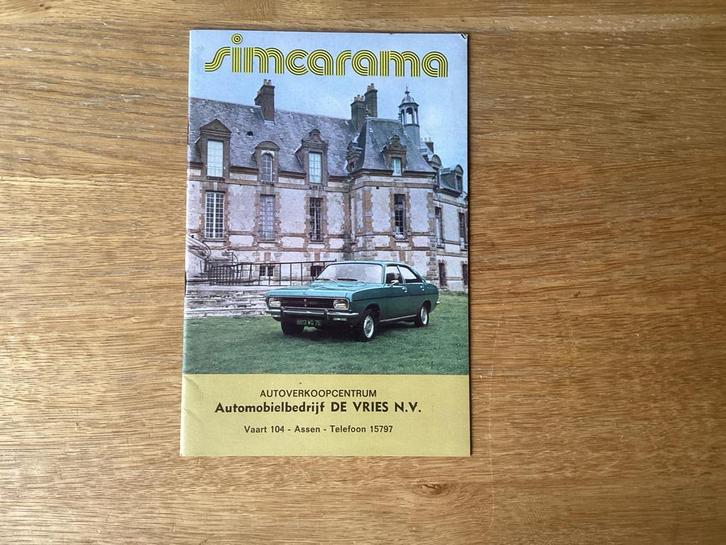 simcarama
AUTOVERKOOPCENTRUM
Automobielbedrijf DE VRIES N.V.
Vaart 104 - Assen - Telefoon 15797